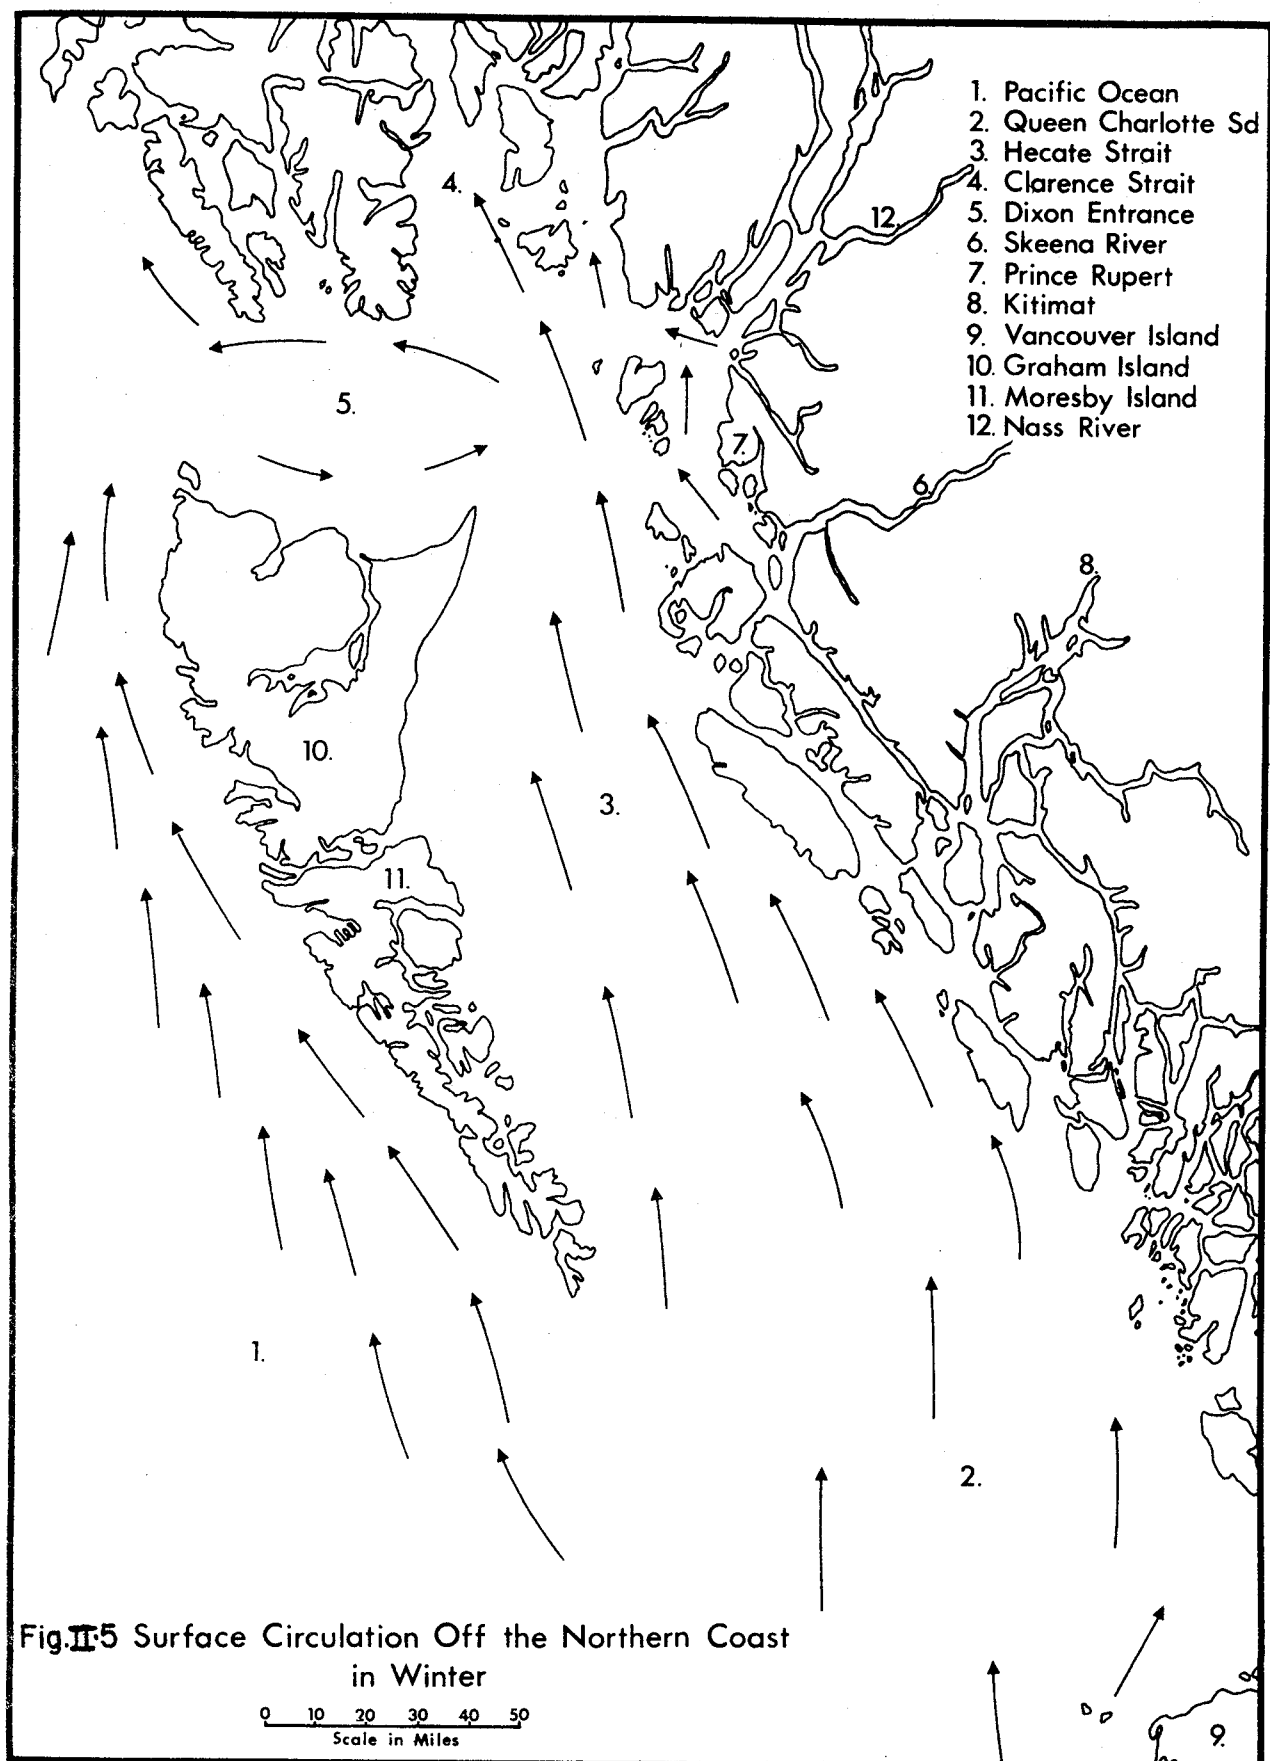 1. Pacific Ocean
2. Queen Charlotte Sd
3. Hecate Strait
4. Clarence Strait
5. Dixon Entrance
6. Skeena River
7. Prince Rupert
8. Kitimat
9. Vancouver Island
10. Graham Island
11. Moresby Island
12. Nass River
4.
12.
5.
7.
6.
8.
10.
3.
11.
1.
2.
Fig.II·5 Surface Circulation Off the Northern Coast
in Winter
0 10 20 30 40 50
Scale in Miles
9.